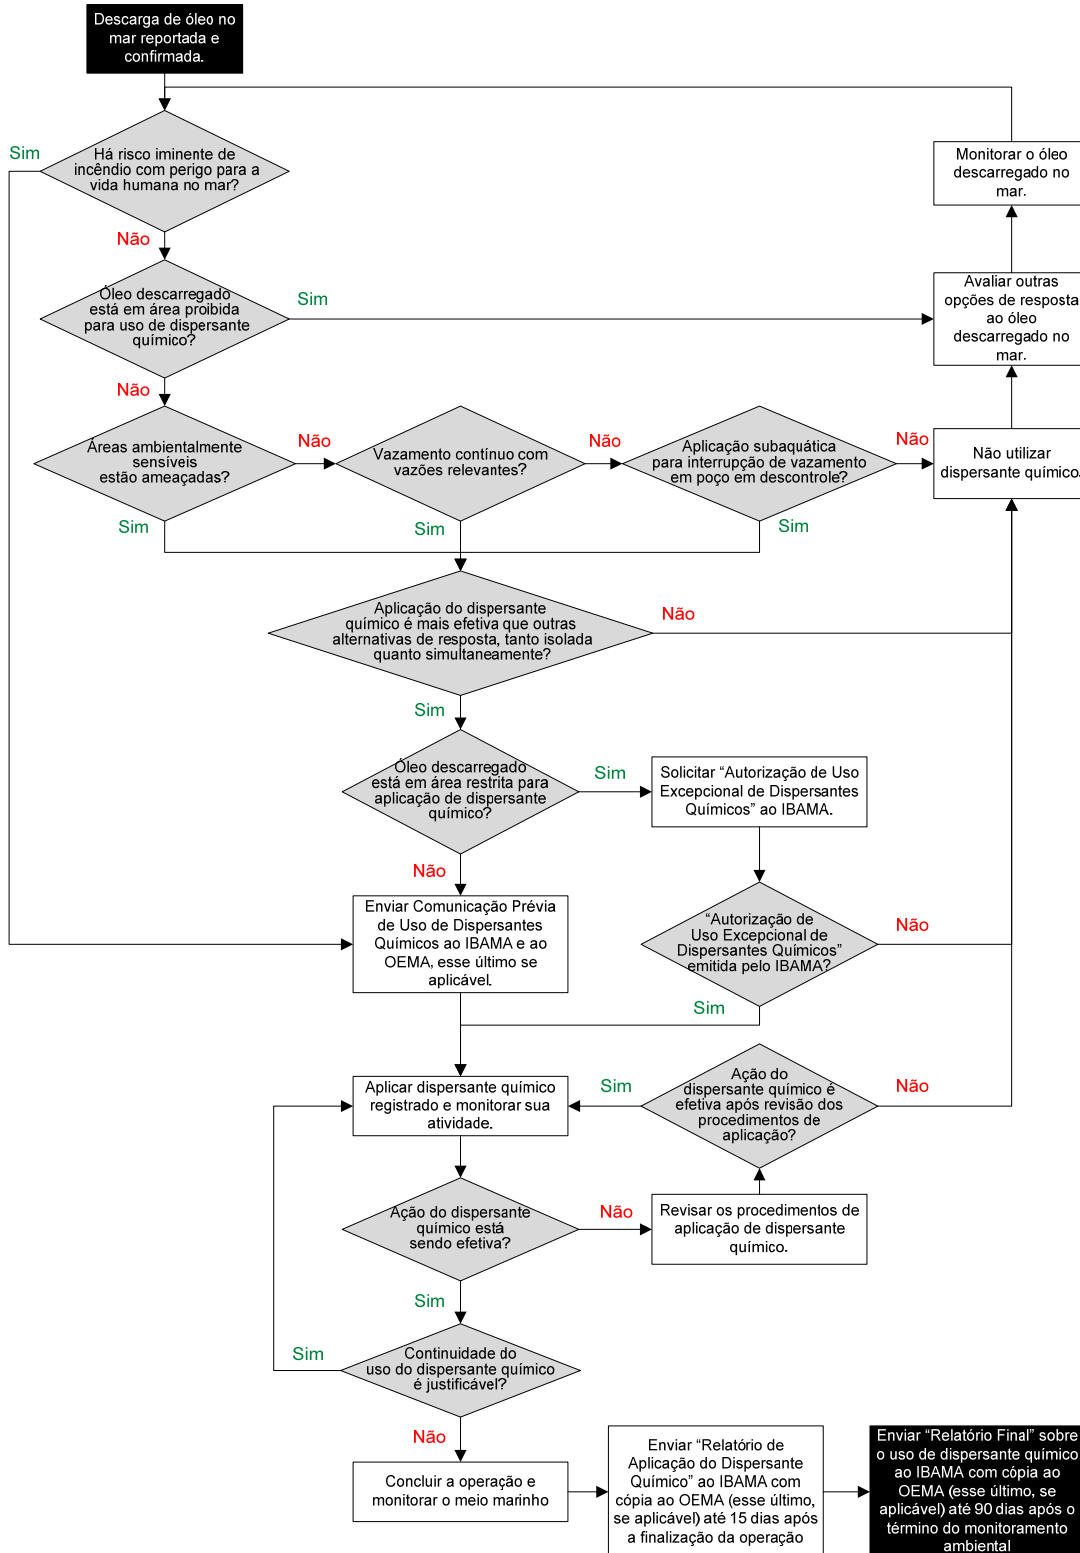 Descarga de óleo no
mar reportada e
confirmada.
Sim
Há risco iminente de
incêndio com perigo para a
vida humana no mar?
Monitorar o óleo
descarregado no
mar.
Não
Óleo descarregado
está em área proibida
para uso de dispersante
químico?
Sim
Avaliar outras
opções de resposta
ao óleo
descarregado no
mar.
Não
Áreas ambientalmente
sensíveis
estão ameaçadas?
Não
Vazamento contínuo com
vazões relevantes?
Não
Aplicação subaquática
para interrupção de vazamento
em poço em descontrole?
Não
Não utilizar
dispersante químico.
Sim
Sim
Sim
Aplicação do dispersante
químico é mais efetiva que outras
alternativas de resposta, tanto isolada
quanto simultaneamente?
Não
Sim
Óleo descarregado
está em área restrita para
aplicação de dispersante
químico?
Sim
Solicitar “Autorização de Uso
Excepcional de Dispersantes
Químicos” ao IBAMA.
Não
Enviar Comunicação Prévia
de Uso de Dispersantes
Químicos ao IBAMA e ao
OEMA, esse último se
aplicável.
“Autorização de
Uso Excepcional de
Dispersantes Químicos”
emitida pelo IBAMA?
Não
Sim
Aplicar dispersante químico
registrado e monitorar sua
atividade.
Sim
Ação do
dispersante químico é
efetiva após revisão dos
procedimentos de
aplicação?
Não
Ação do dispersante
químico está
sendo efetiva?
Não
Revisar os procedimentos de
aplicação de dispersante
químico.
Sim
Continuidade do
uso do dispersante químico
é justificável?
Sim
Não
Concluir a operação e
monitorar o meio marinho
Enviar “Relatório de
Aplicação do Dispersante
Químico” ao IBAMA com
cópia ao OEMA (esse último,
se aplicável) até 15 dias após
a finalização da operação
Enviar “Relatório Final” sobre
o uso de dispersante químico
ao IBAMA com cópia ao
OEMA (esse último, se
aplicável) até 90 dias após o
término do monitoramento
ambiental